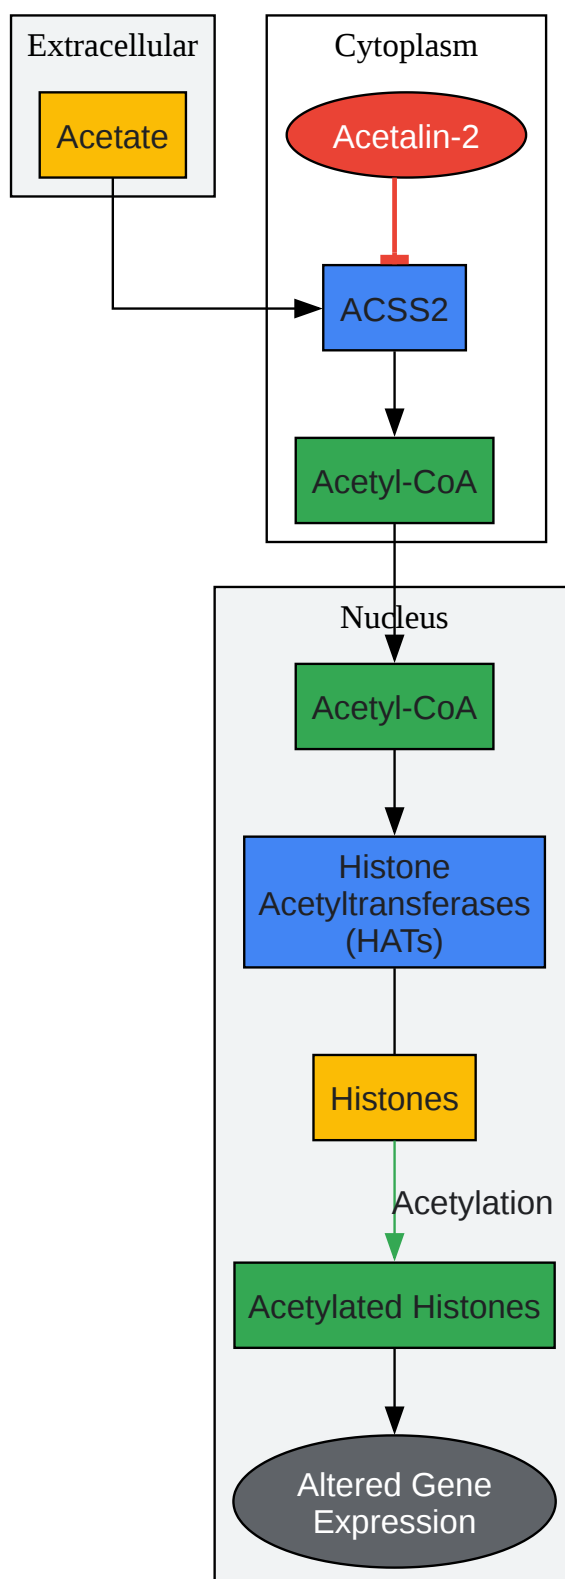 Extracellular
Cytoplasm
Acetate
Acetalin-2
ACSS2
Acetyl-CoA
Nucleus
Acetyl-CoA
Histone
Acetyltransferases
(HATs)
Histones
Acetylation
Acetylated Histones
Altered Gene
Expression